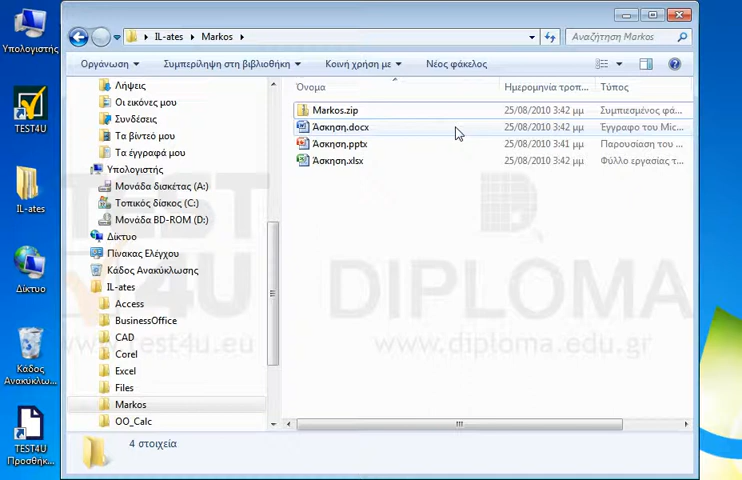 Υπολογιστής
TEST4U
IL-ates
Δίκτυο
Κάδος
Ανακυκλω...
TEST4U
Προσθήκ...
IL-ates Markos
Αναζήτηση Markos
Οργάνωση Συμπερίληψη στη βιβλιοθήκη Κοινή χρήση με Νέος φάκελος
Λήψεις
Οι εικόνες μου
Συνδέσεις
Τα βίντεό μου
Τα έγγραφά μου
Υπολογιστής
Μονάδα δισκέτας (A:)
Τοπικός δίσκος (C:)
Μονάδα BD-ROM (D:)
Δίκτυο
Πίνακας Ελέγχου
Κάδος Ανακύκλωσης
IL-ates
Access
BusinessOffice
CAD
Corel
Excel
Files
Markos
OO_Calc
Όνομα Ημερομηνία τροπ... Τύπος
Markos.zip 25/08/2010 3:42 μμ Συμπιεσμένος φά...
Άσκηση.docx 25/08/2010 3:42 μμ Έγγραφο του Mic...
Άσκηση.pptx 25/08/2010 3:41 μμ Παρουσίαση του ...
Άσκηση.xlsx 25/08/2010 3:42 μμ Φύλλο εργασίας τ...
TEST
4U
DIPLOMA
www.test4u.eu
www.diploma.edu.gr
4 στοιχεία